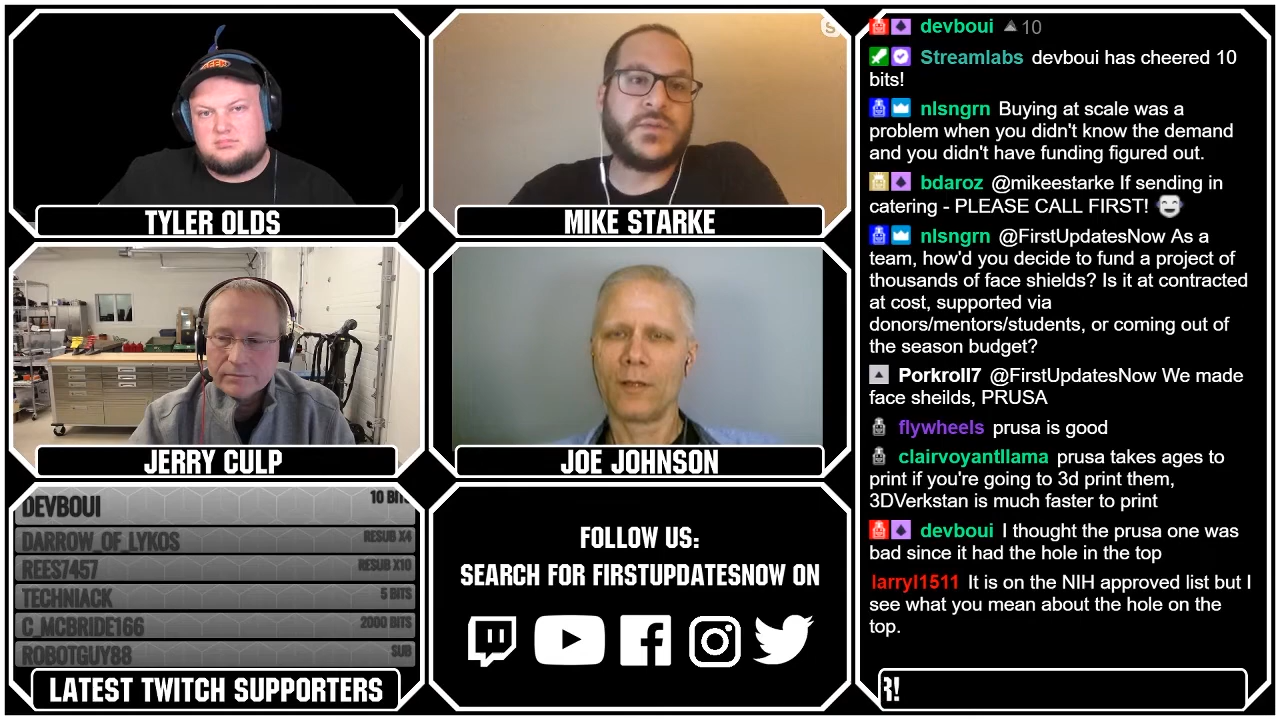 TYLER OLDS
MIKE STARKE
JERRY CULP
JOE JOHNSON
DEVBOUI 10 BITS
DARROW_OF_LYKOS RESUB X4
REES7457 RESUB X10
TECHNIACK 5 BITS
C_MCBRIDE166 2000 BITS
ROBOTGUY88 SUB
LATEST TWITCH SUPPORTERS
FOLLOW US:
SEARCH FOR FIRSTUPDATESNOW ON
devboui 10
Streamlabs devboui has cheered 10
bits!
nlsngrn Buying at scale was a
problem when you didn't know the demand
and you didn't have funding figured out.
bdaroz @mikeestarke If sending in
catering - PLEASE CALL FIRST!
nlsngrn @FirstUpdatesNow As a
team, how'd you decide to fund a project of
thousands of face shields? Is it at contracted
at cost, supported via
donors/mentors/students, or coming out of
the season budget?
Porkroll7 @FirstUpdatesNow We made
face sheilds, PRUSA
flywheels prusa is good
clairvoyantllama prusa takes ages to
print if you're going to 3d print them,
3DVerkstan is much faster to print
devboui I thought the prusa one was
bad since it had the hole in the top
larryl1511 It is on the NIH approved list but I
see what you mean about the hole on the
top.
R!